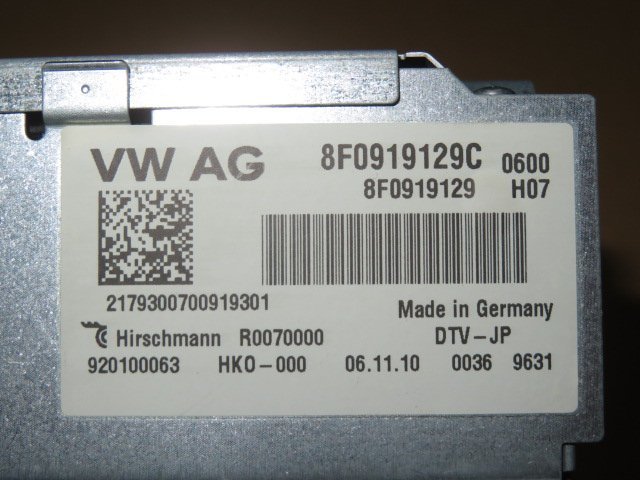 VW AG 8F0919129C 0600
8F0919129 H07
2179300700919301
Made in Germany
Hirschmann R0070000 DTV-JP
920100063 HKO-000 06.11.10 0036 9631